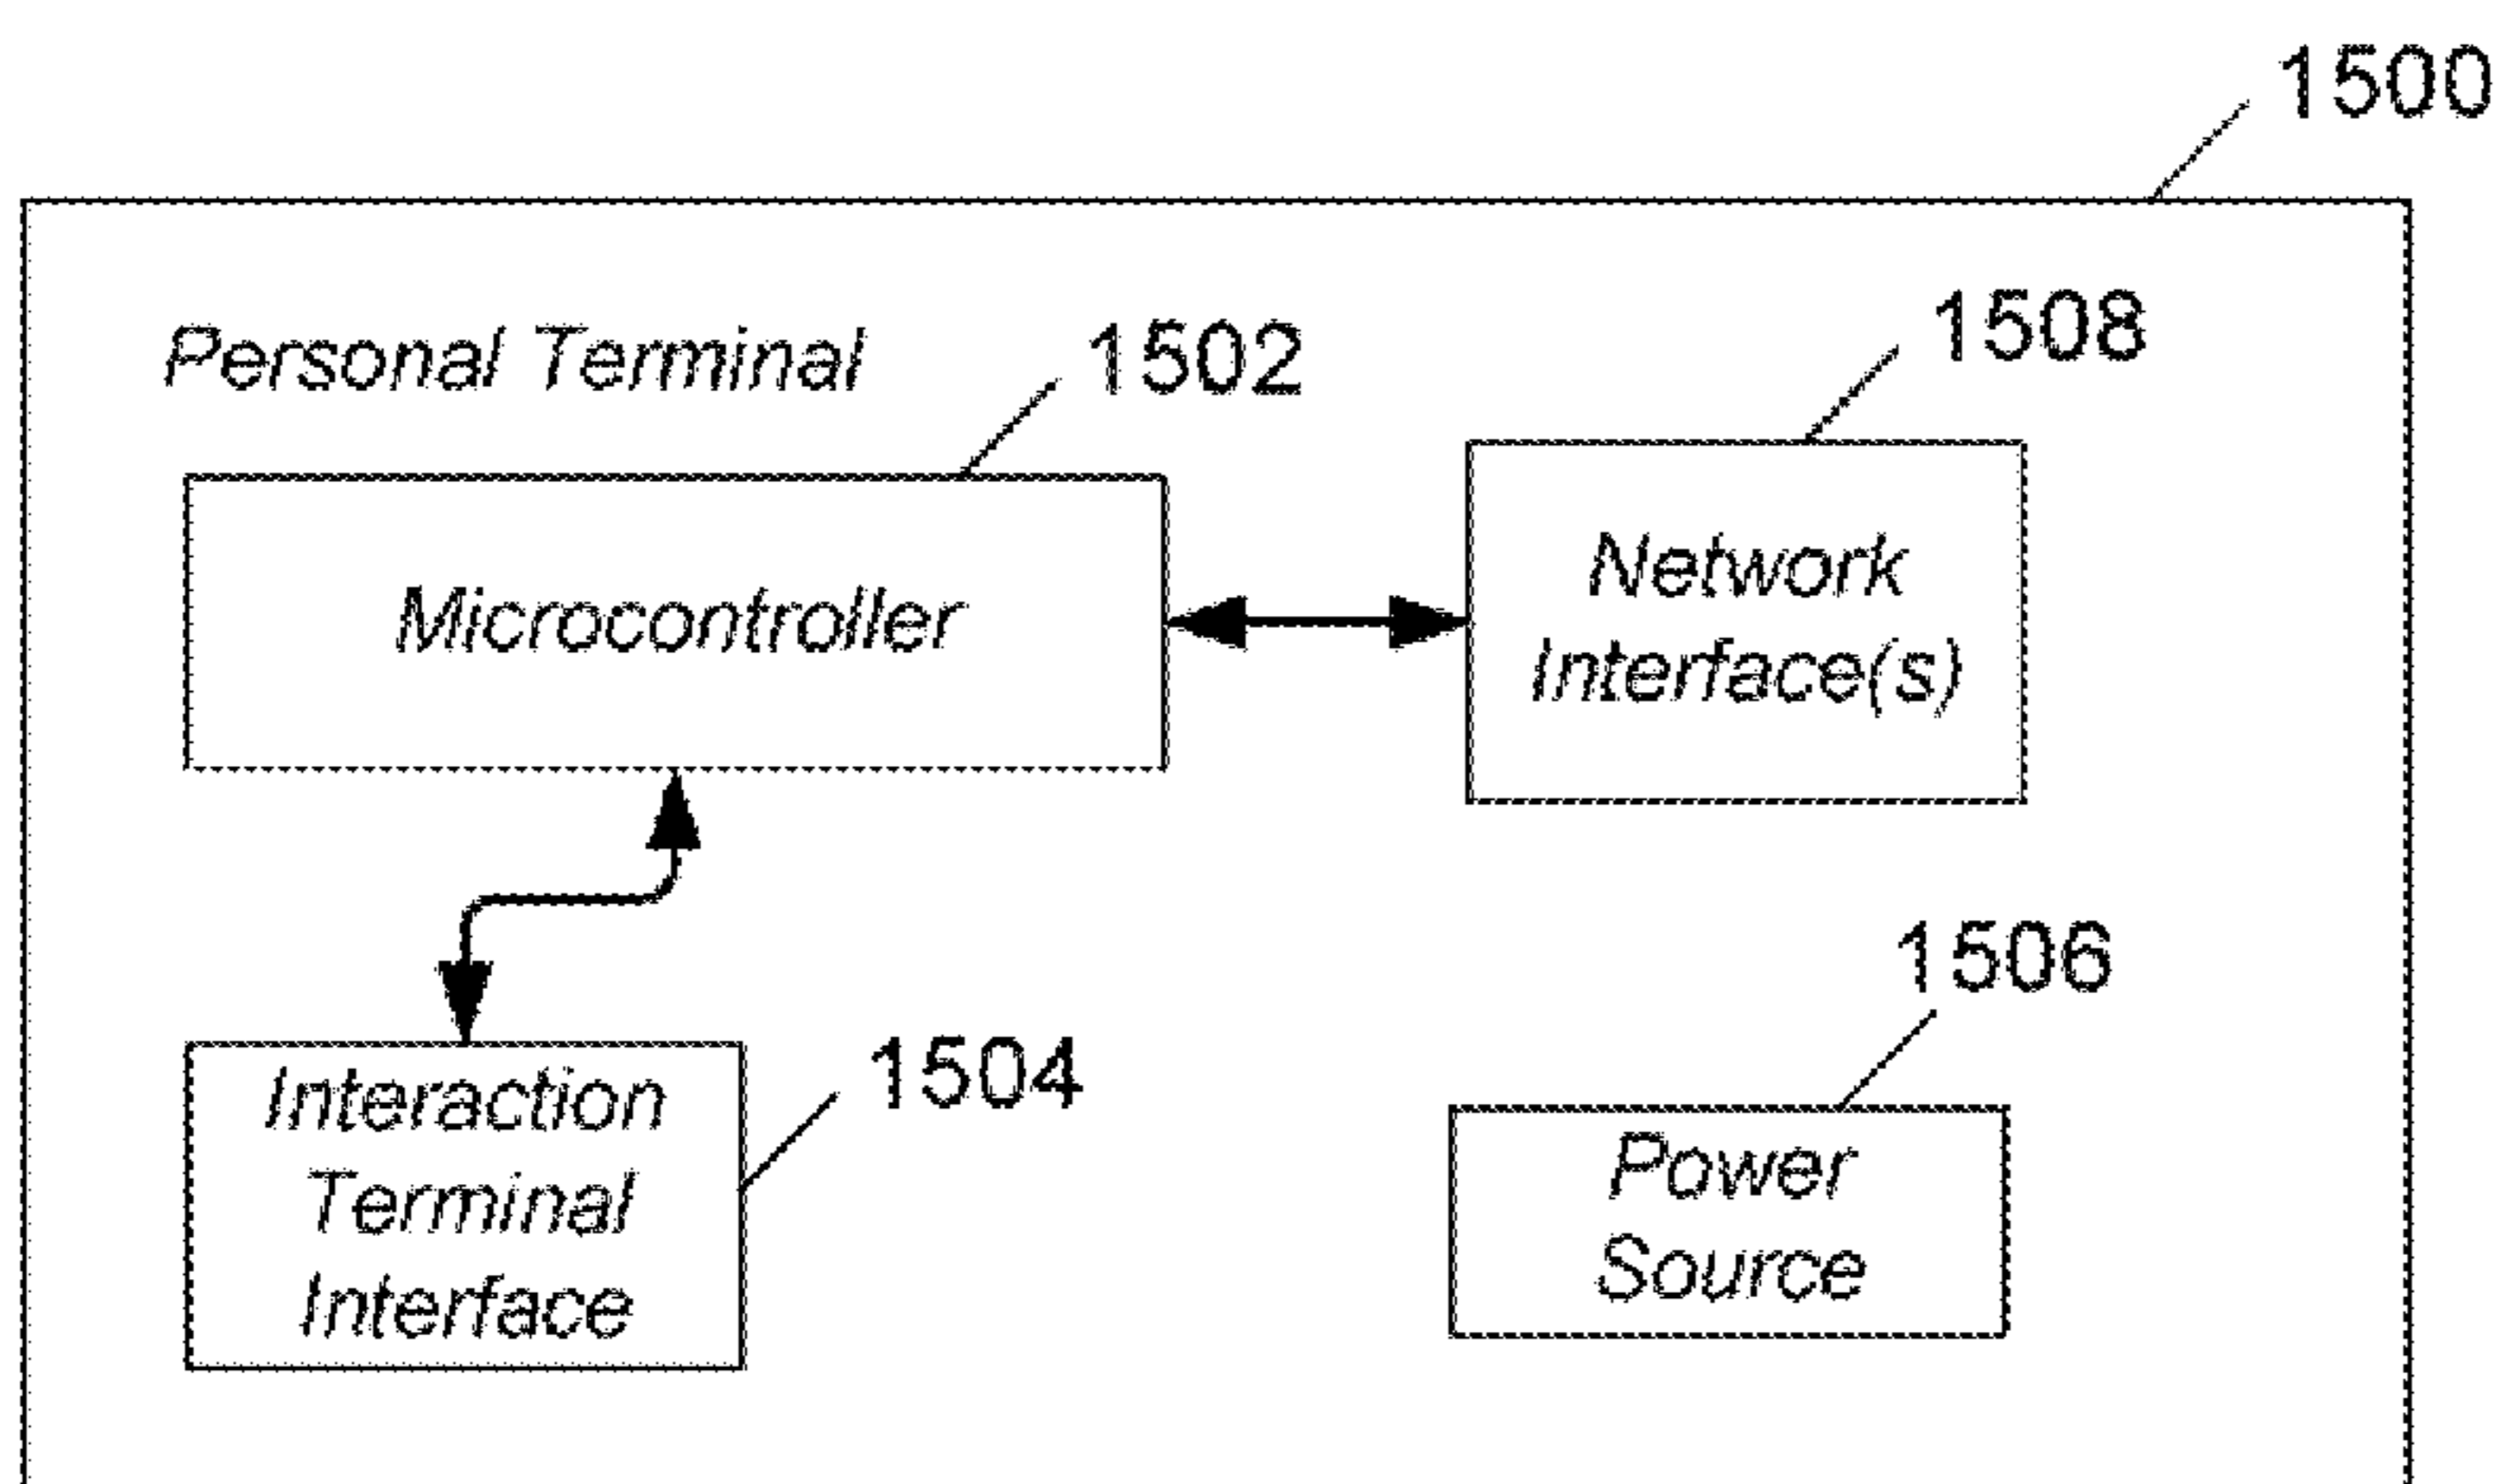 1500
Personal Terminal
1502
1508
Microcontroller
Network
Interface(s)
1506
1504
Interaction
Terminal
Interface
Power
Source